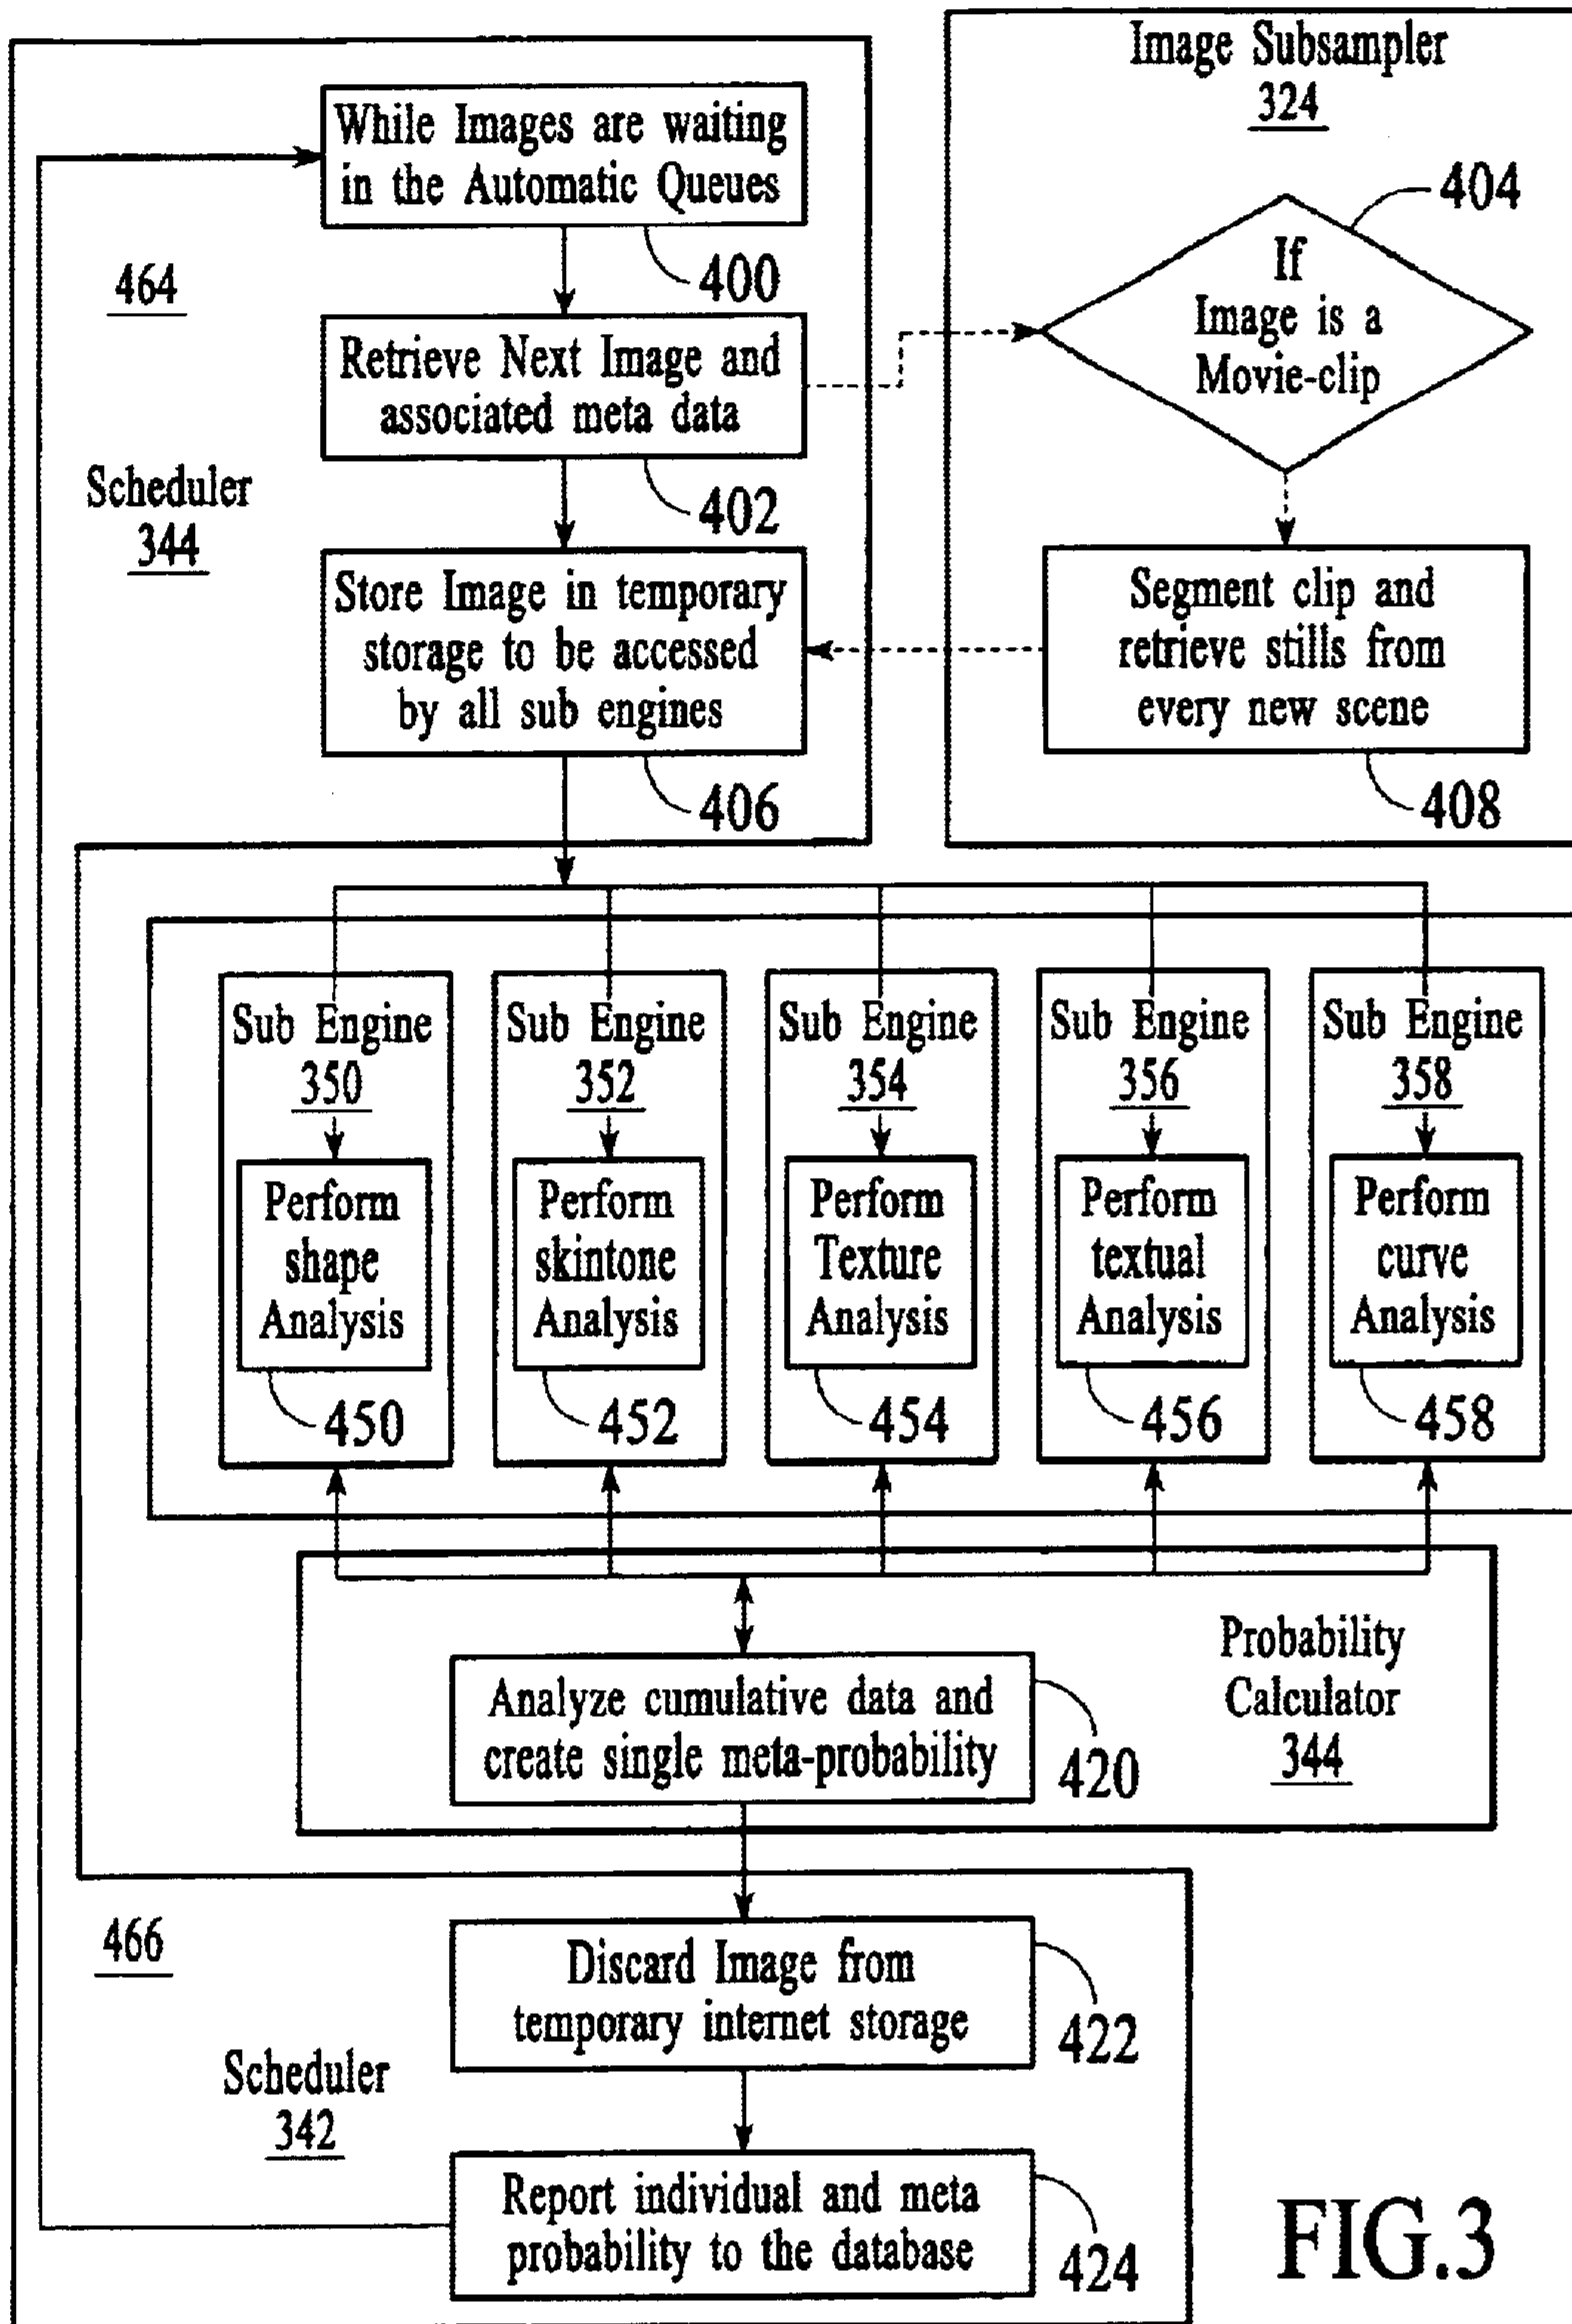 While Images are waiting
in the Automatic Queues
400
464
Retrieve Next Image and
associated meta data
402
Scheduler
344
Store Image in temporary
storage to be accessed
by all sub engines
406
Image Subsampler
324
404
If
Image is a
Movie-clip
Segment clip and
retrieve stills from
every new scene
408
Sub Engine
350
Perform
shape
Analysis
450
Sub Engine
352
Perform
skintone
Analysis
452
Sub Engine
354
Perform
Texture
Analysis
454
Sub Engine
356
Perform
textual
Analysis
456
Sub Engine
358
Perform
curve
Analysis
458
Analyze cumulative data and
create single meta-probability
420
Probability
Calculator
344
466
Discard Image from
temporary internet storage
422
Scheduler
342
Report individual and meta
probability to the database
424
FIG.3